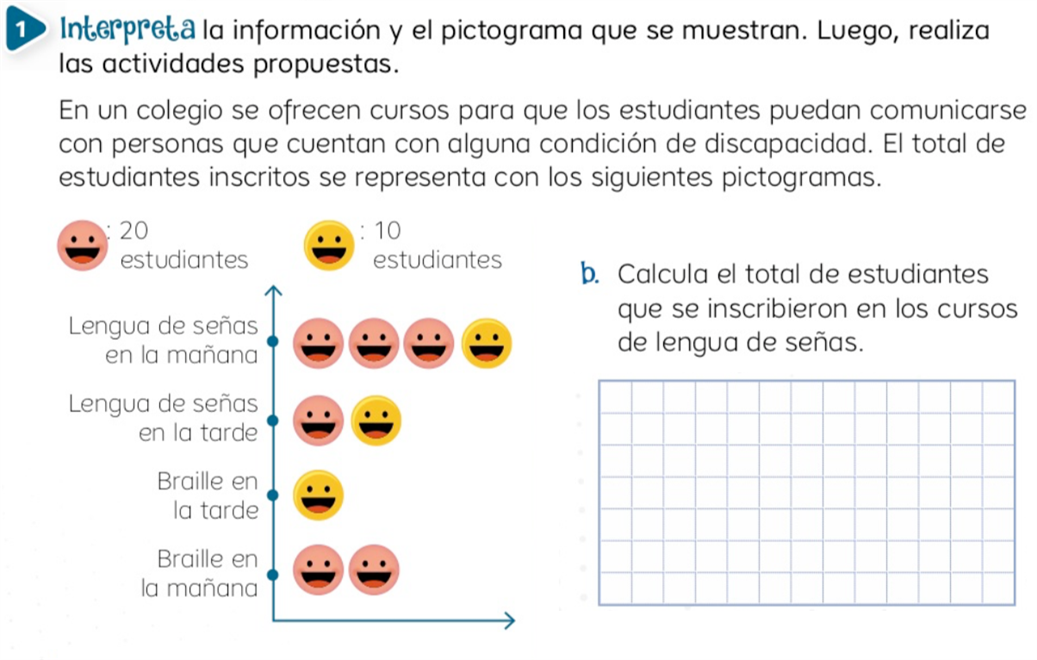 1 Interpreta la información y el pictograma que se muestran. Luego, realiza
las actividades propuestas.
En un colegio se ofrecen cursos para que los estudiantes puedan comunicarse
con personas que cuentan con alguna condición de discapacidad. El total de
estudiantes inscritos se representa con los siguientes pictogramas.
: 20
estudiantes
: 10
estudiantes
Lengua de señas
en la mañana
Lengua de señas
en la tarde
Braille en
la tarde
Braille en
la mañana
b. Calcula el total de estudiantes
que se inscribieron en los cursos
de lengua de señas.